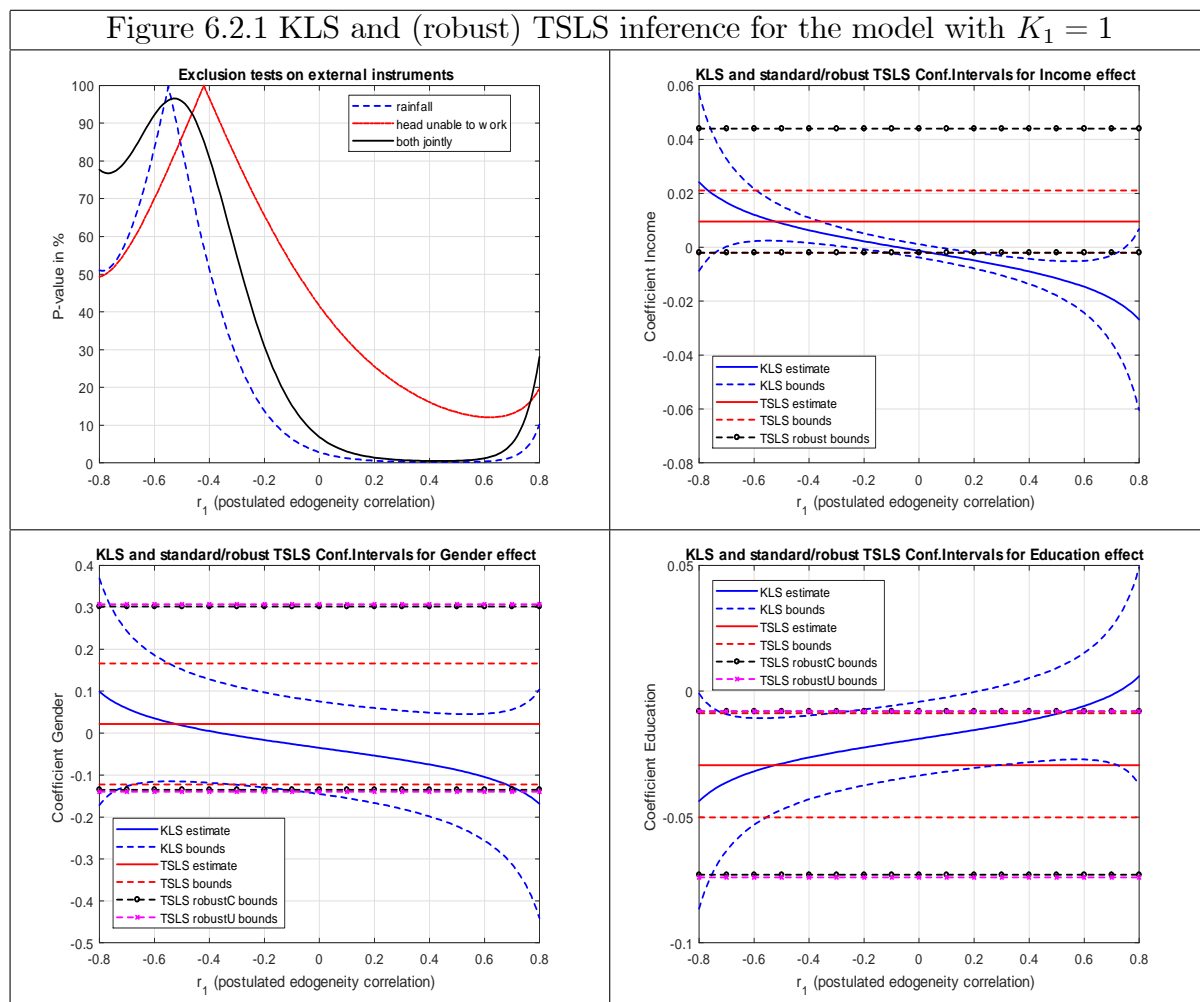 Figure 6.2.1 KLS and (robust) TSLS inference for the model with K₁ = 1
Exclusion tests on external instruments
100
90
80
70
60
50
40
30
20
10
0
P-value in %
rainfall
head unable to work
both jointly
-0.8 -0.6 -0.4 -0.2 0 0.2 0.4 0.6 0.8
r₁ (postulated edogeneity correlation)
KLS and standard/robust TSLS Conf.Intervals for Income effect
0.06
0.04
0.02
0
-0.02
-0.04
-0.06
-0.08
Coefficient Income
KLS estimate
KLS bounds
TSLS estimate
TSLS bounds
TSLS robust bounds
-0.8 -0.6 -0.4 -0.2 0 0.2 0.4 0.6 0.8
r₁ (postulated edogeneity correlation)
KLS and standard/robust TSLS Conf.Intervals for Gender effect
0.4
0.3
0.2
0.1
0
-0.1
-0.2
-0.3
-0.4
-0.5
Coefficient Gender
KLS estimate
KLS bounds
TSLS estimate
TSLS bounds
TSLS robustC bounds
TSLS robustU bounds
-0.8 -0.6 -0.4 -0.2 0 0.2 0.4 0.6 0.8
r₁ (postulated edogeneity correlation)
KLS and standard/robust TSLS Conf.Intervals for Education effect
0.05
0
-0.05
-0.1
Coefficient Education
KLS estimate
KLS bounds
TSLS estimate
TSLS bounds
TSLS robustC bounds
TSLS robustU bounds
-0.8 -0.6 -0.4 -0.2 0 0.2 0.4 0.6 0.8
r₁ (postulated edogeneity correlation)